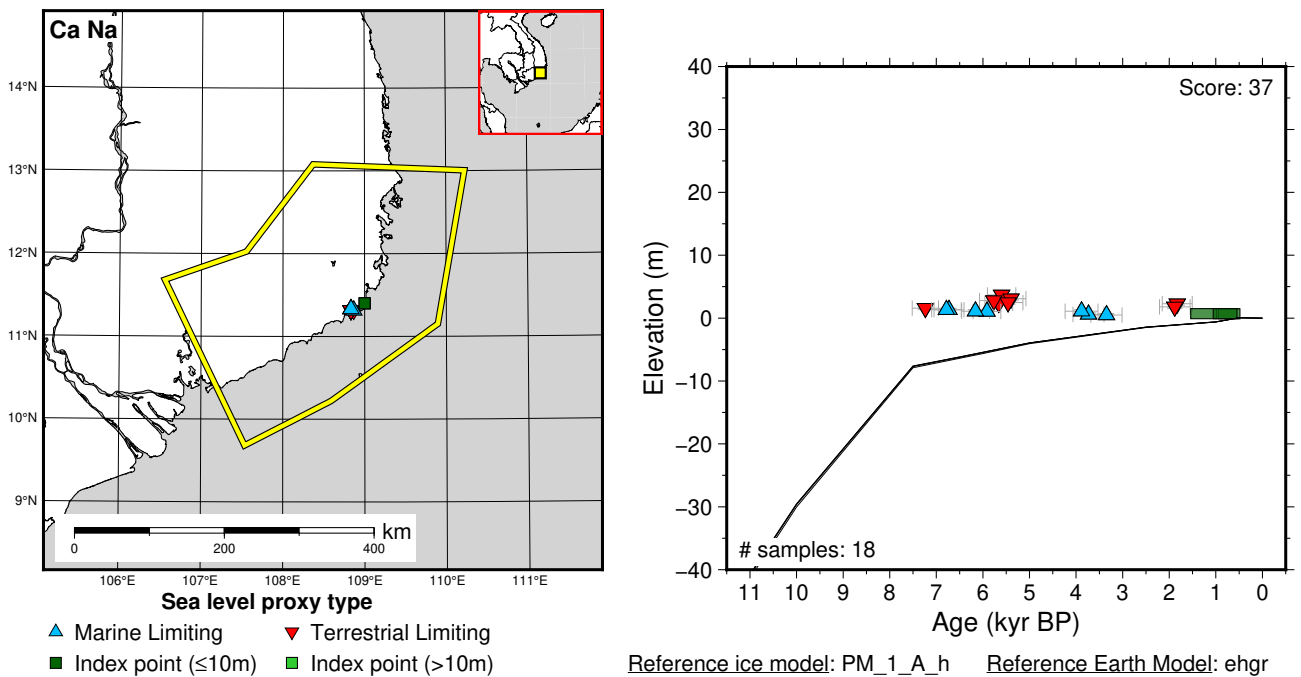 Ca Na
14°N
13°N
12°N
11°N
10°N
9°N
km
0 200 400
106°E 107°E 108°E 109°E 110°E 111°E
Sea level proxy type
Marine Limiting Terrestrial Limiting
Index point (≤10m) Index point (>10m)
Score: 37
40
30
20
10
0
−10
−20
−30
−40
Elevation (m)
# samples: 18
11 10 9 8 7 6 5 4 3 2 1 0
Age (kyr BP)
Reference ice model: PM_1_A_h Reference Earth Model: ehgr